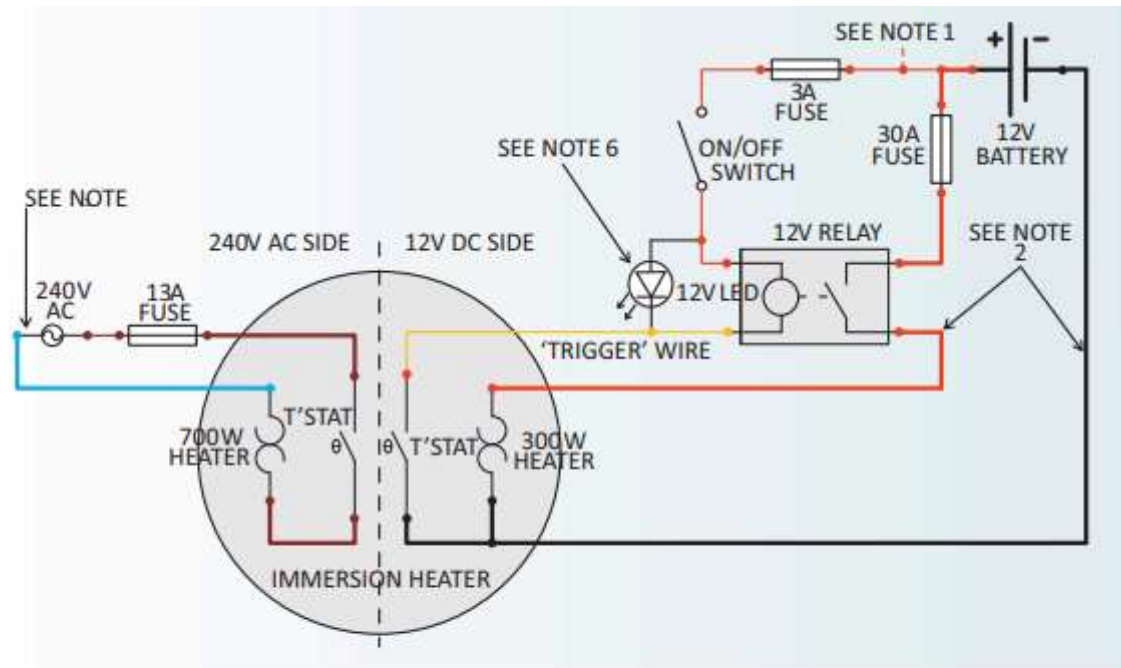 SEE NOTE 1
+
-
3A
FUSE
30A
FUSE
12V
BATTERY
SEE NOTE 6
ON/OFF
SWITCH
SEE NOTE
240V AC SIDE
12V DC SIDE
12V RELAY
SEE NOTE
2
240V
AC
13A
FUSE
12V LED
'TRIGGER' WIRE
T'STAT
700W
HEATER
θ
θ
T'STAT
300W
HEATER
IMMERSION HEATER